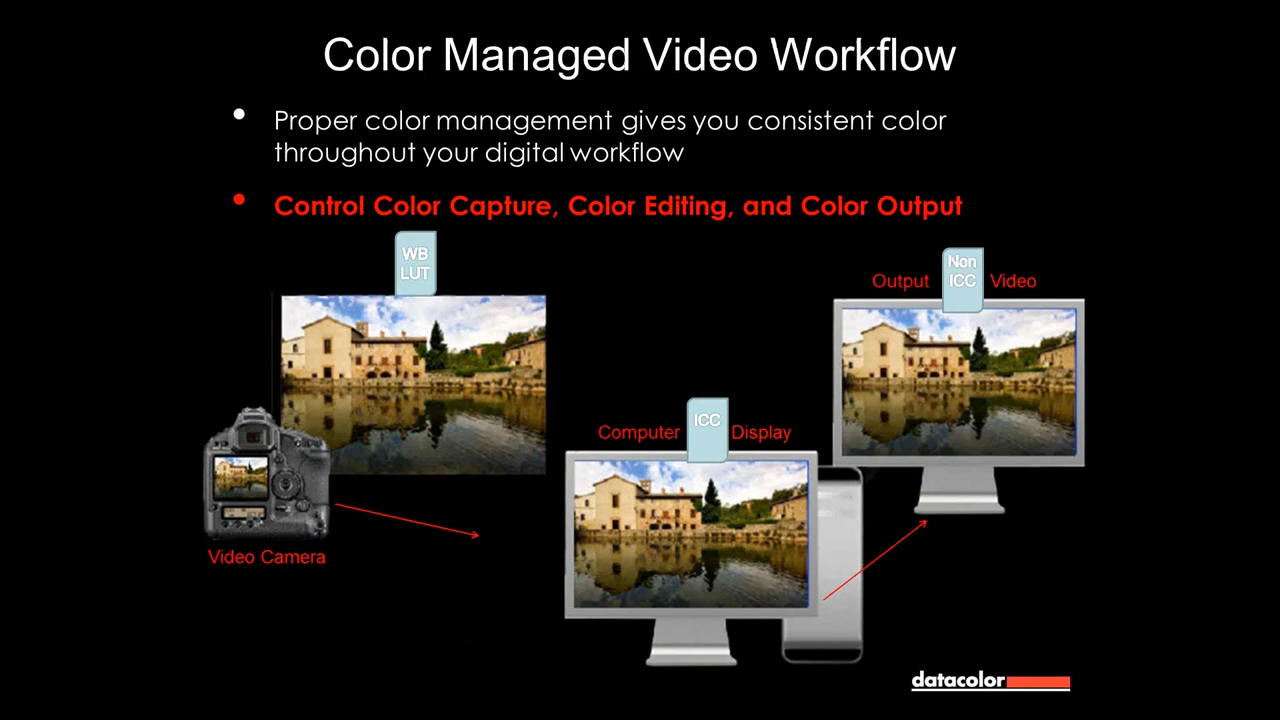 Color Managed Video Workflow
• Proper color management gives you consistent color
throughout your digital workflow
• Control Color Capture, Color Editing, and Color Output
WB
LUT
Output
Non
ICC
Video
Computer
ICC
Display
Video Camera
datacolor